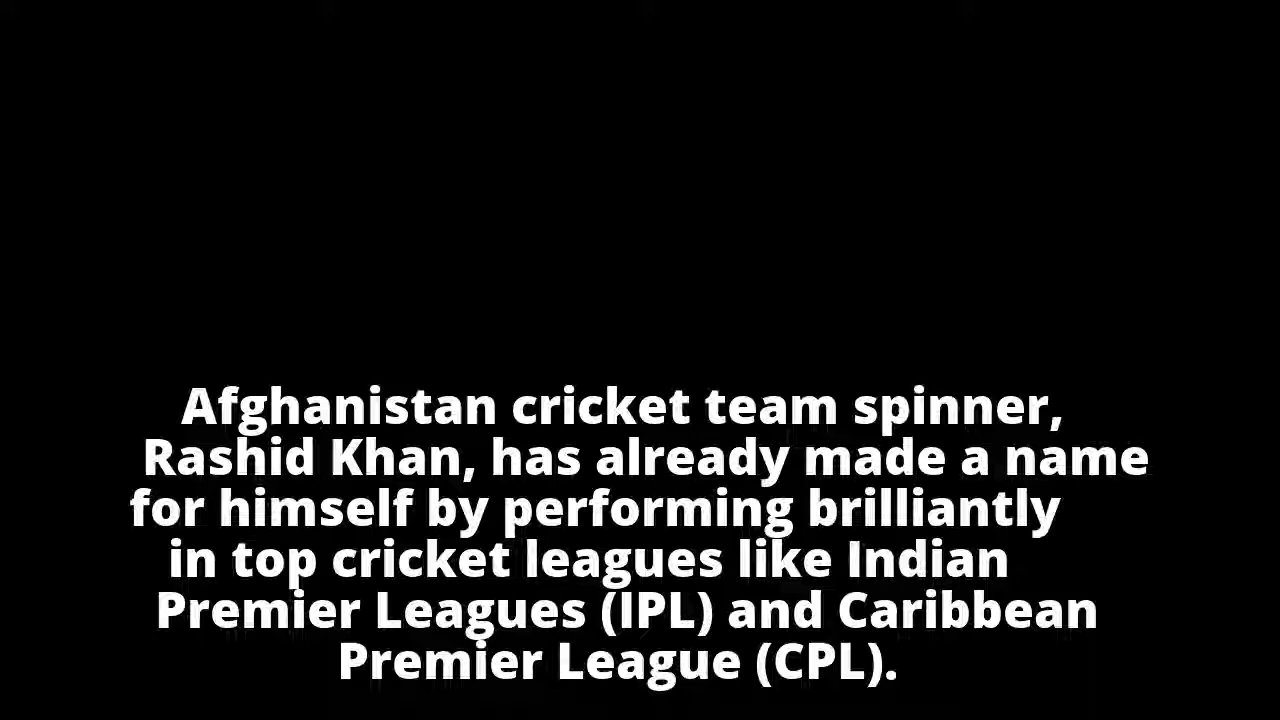 Afghanistan cricket team spinner,
Rashid Khan, has already made a name
for himself by performing brilliantly
in top cricket leagues like Indian
Premier Leagues (IPL) and Caribbean
Premier League (CPL).